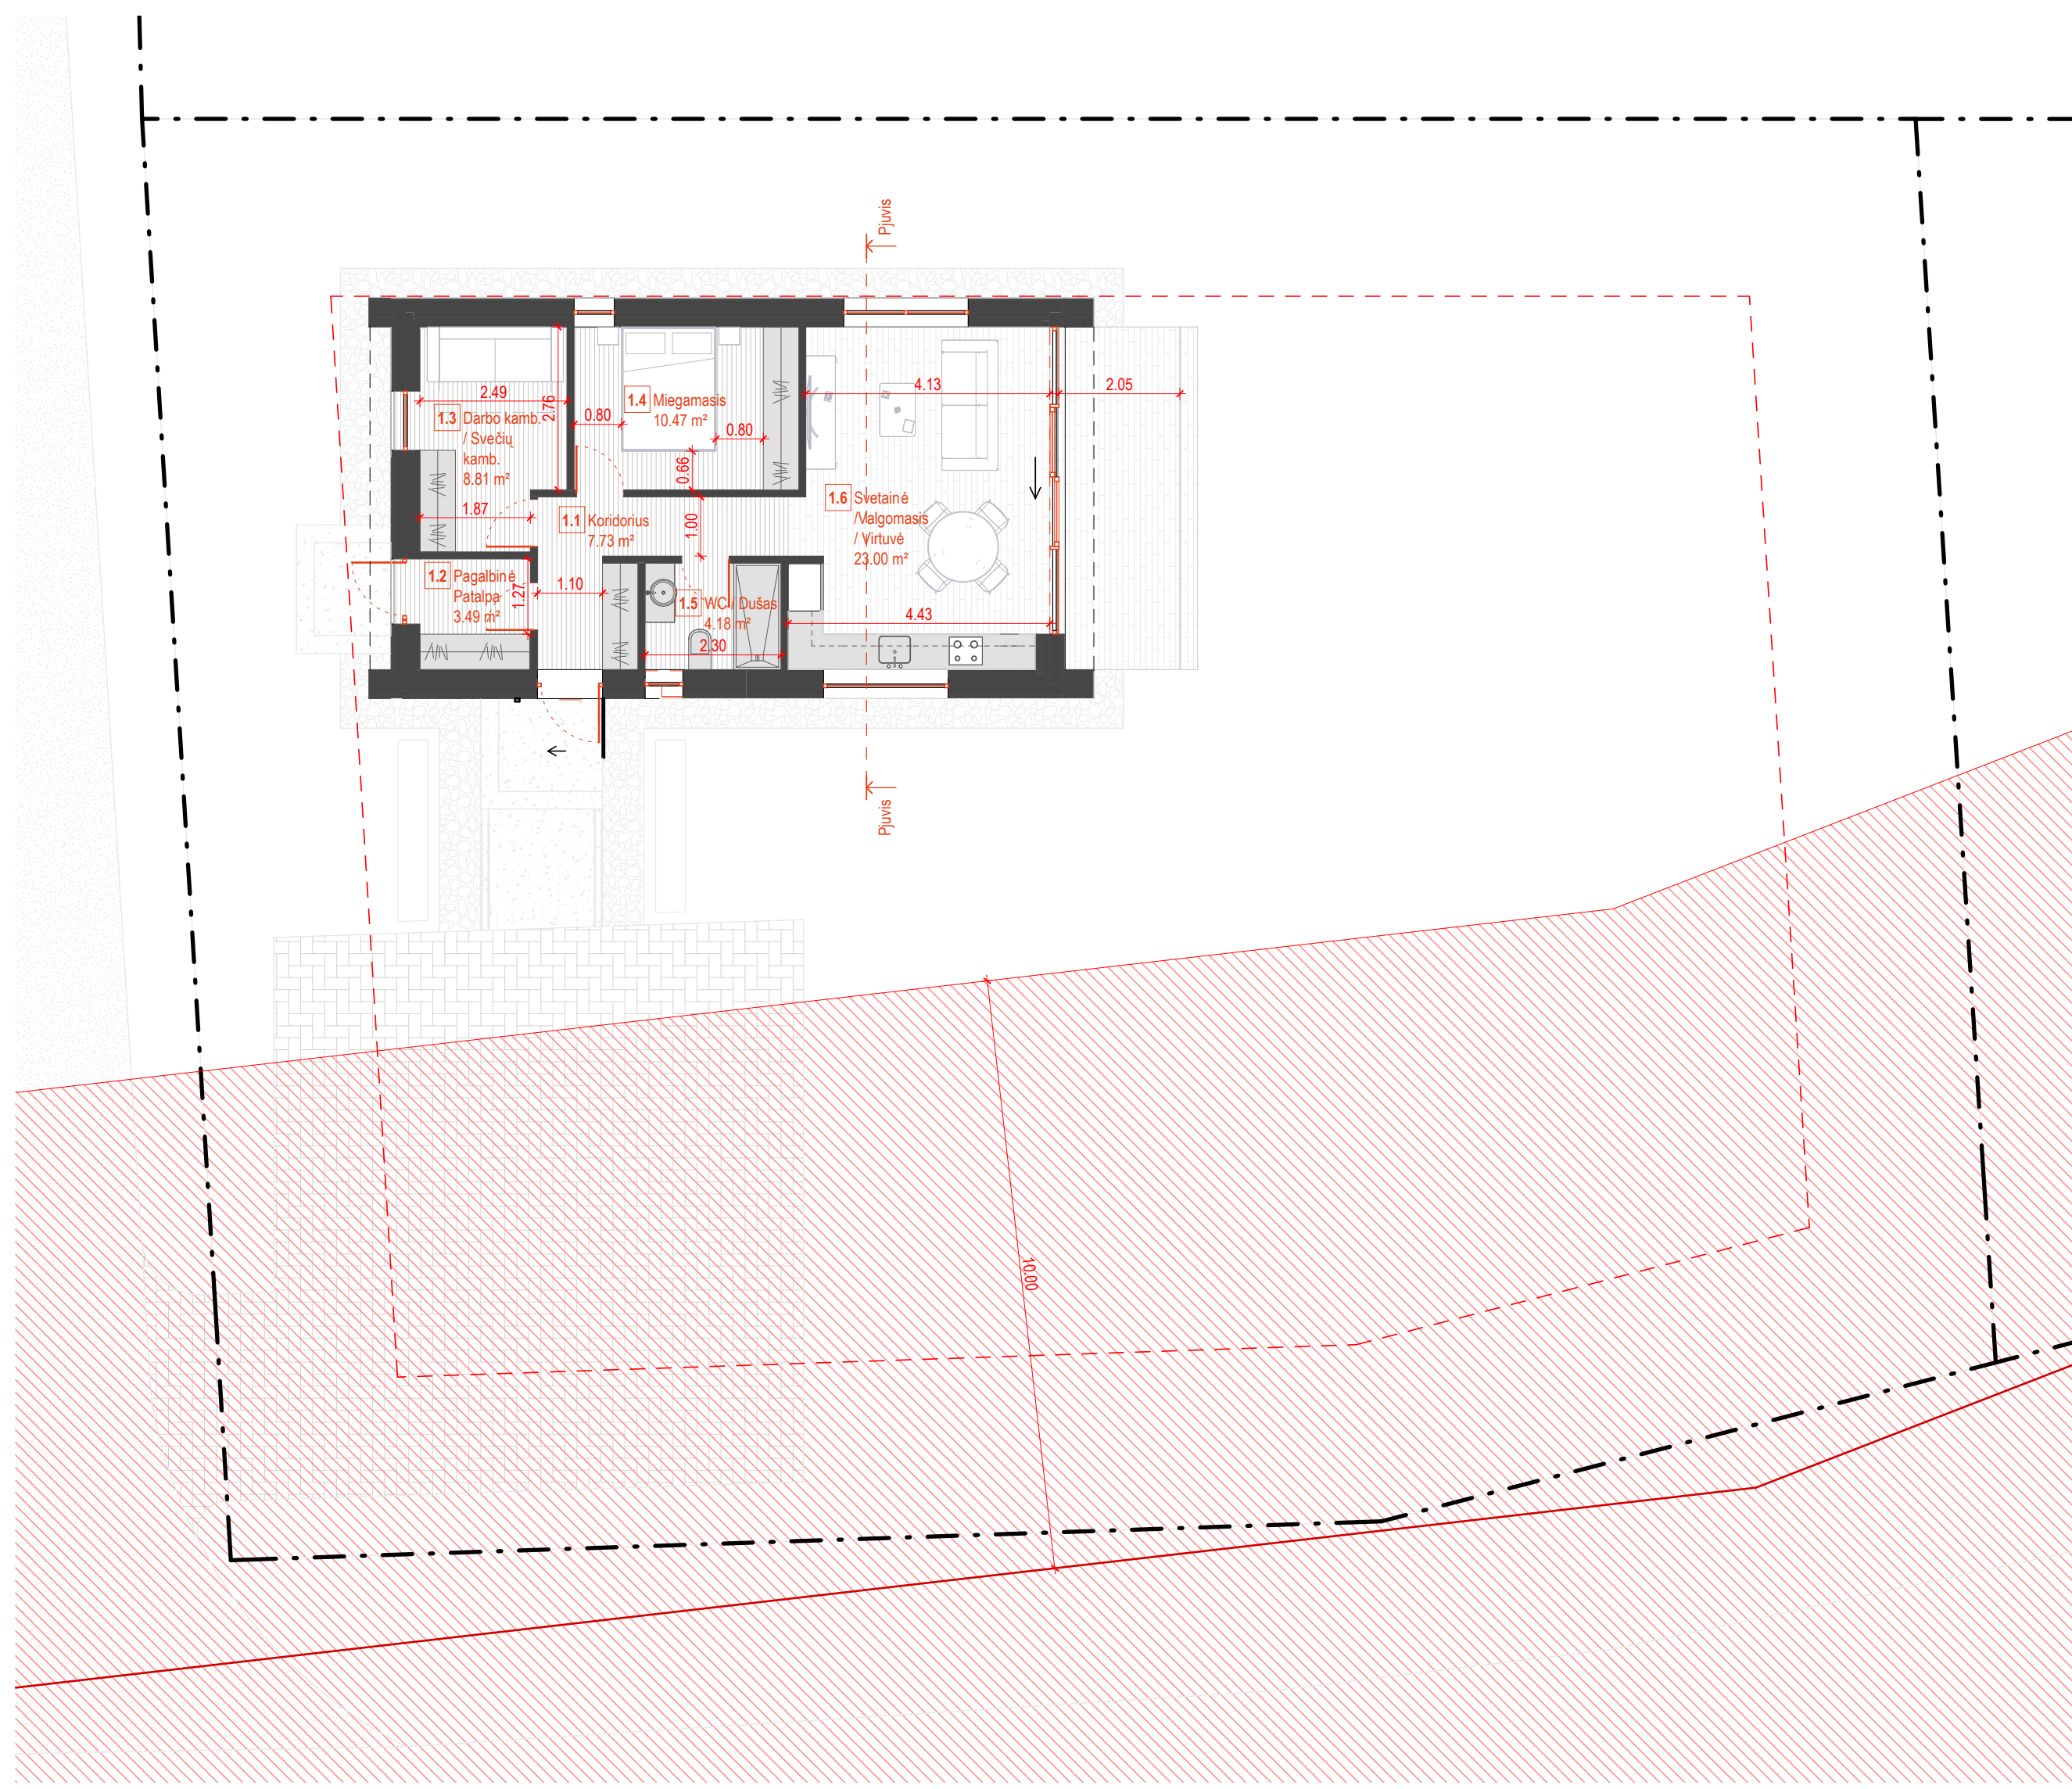 Pjuvis
2.49
2.76
1.3 Darbo kamb.
/ Svečių
kamb.
8.81 m²
1.87
0.80
1.4 Miegamasis
10.47 m²
0.80
0.66
4.13
2.05
1.1 Koridorius
7.73 m²
1.00
1.6 Svetainė
/Valgomasis
/ Virtuvė
23.00 m²
1.2 Pagalbinė
Patalpa
3.49 m²
1.27
1.10
1.5 WC / Dušas
4.18 m²
2.30
4.43
Pjuvis
10.00